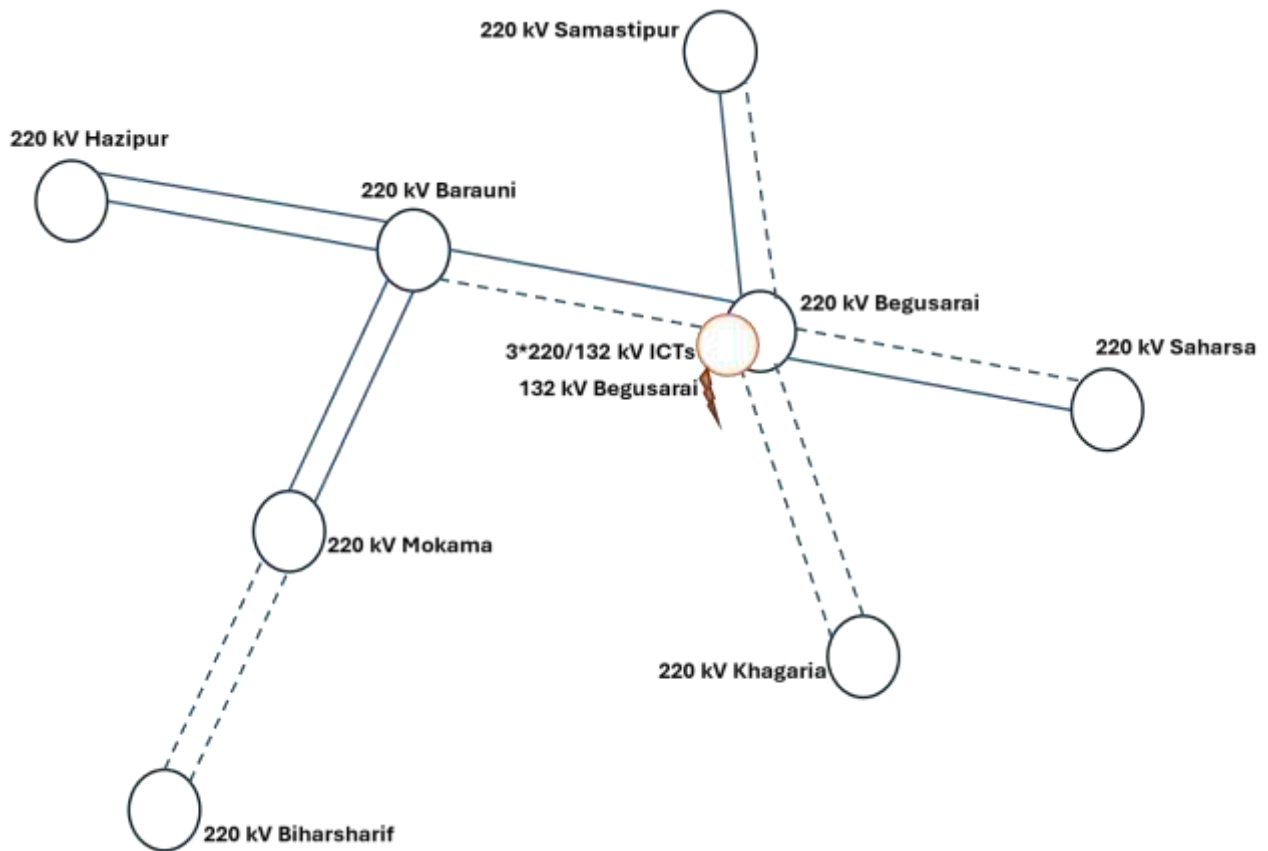 220 kV Samastipur
220 kV Hazipur
220 kV Barauni
220 kV Begusarai
3*220/132 kV ICTs
220 kV Saharsa
132 kV Begusarai
220 kV Mokama
220 kV Khagaria
220 kV Biharsharif